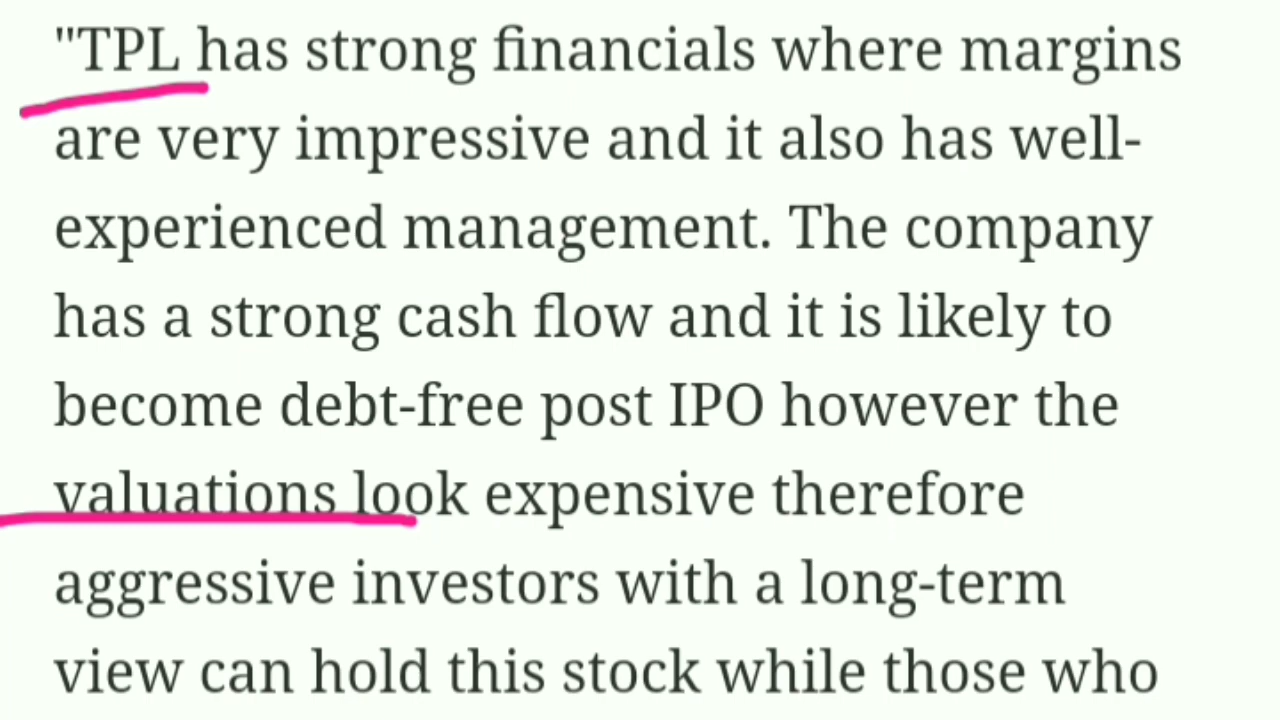 "TPL has strong financials where margins
are very impressive and it also has well-
experienced management. The company
has a strong cash flow and it is likely to
become debt-free post IPO however the
valuations look expensive therefore
aggressive investors with a long-term
view can hold this stock while those who